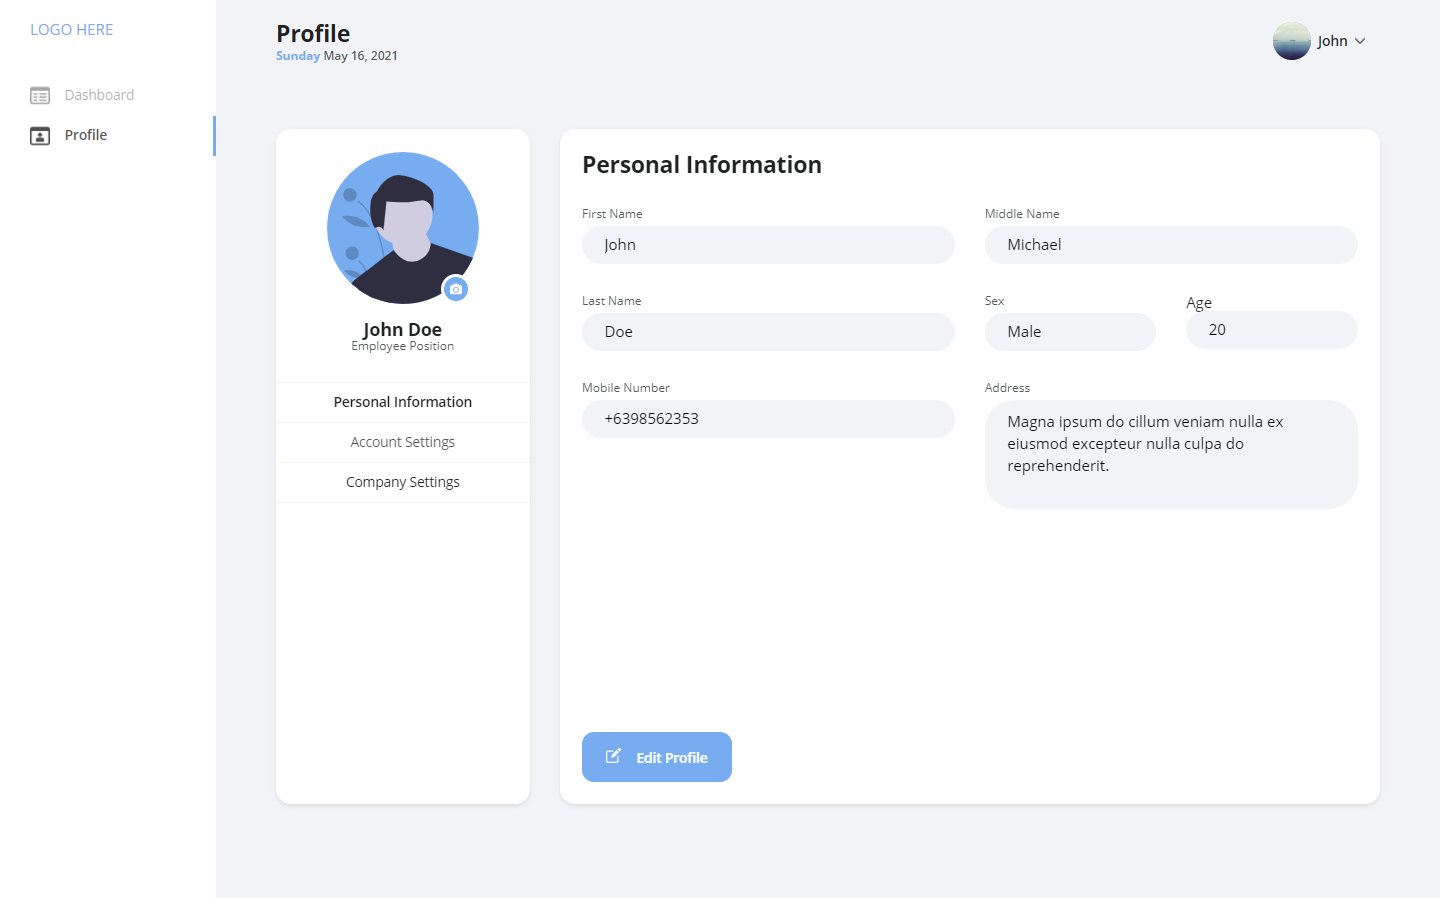 LOGO HERE
Dashboard
Profile
Profile
Sunday May 16, 2021
John
John Doe
Employee Position
Personal Information
Account Settings
Company Settings
Personal Information
First Name
John
Middle Name
Michael
Last Name
Doe
Sex
Male
Age
20
Mobile Number
+6398562353
Address
Magna ipsum do cillum veniam nulla ex
eiusmod excepteur nulla culpa do
reprehenderit.
Edit Profile